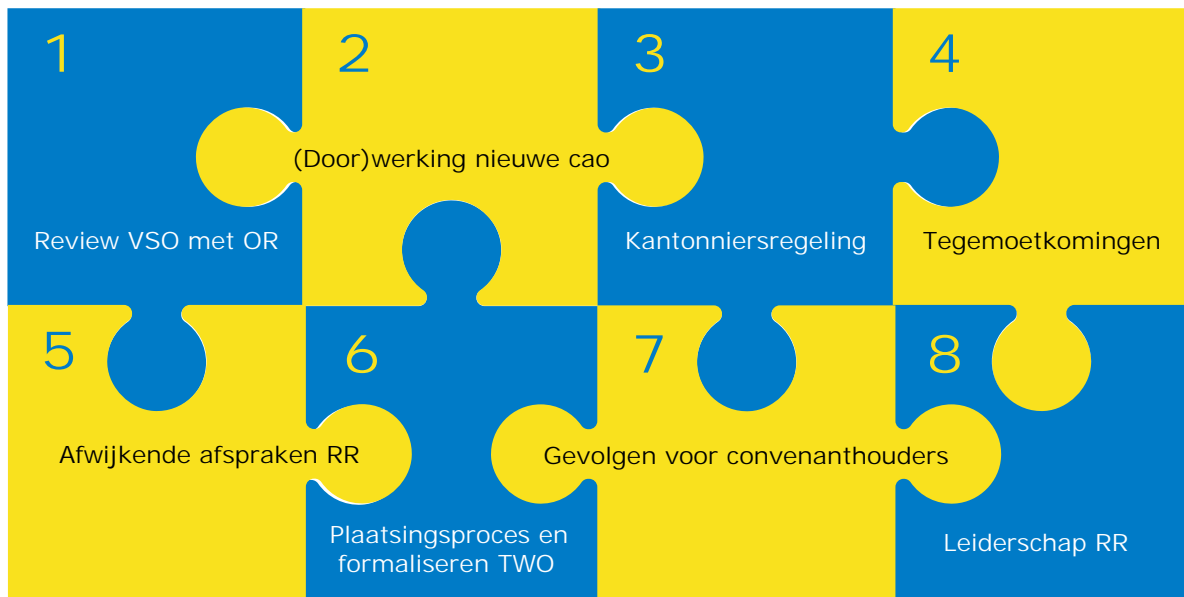 1
Review VSO met OR
2
(Door)werking nieuwe cao
3
Kantonniersregeling
4
Tegemoetkomingen
5
Afwijkende afspraken RR
6
Plaatsingsproces en
formaliseren TWO
7
Gevolgen voor convenanthouders
8
Leiderschap RR